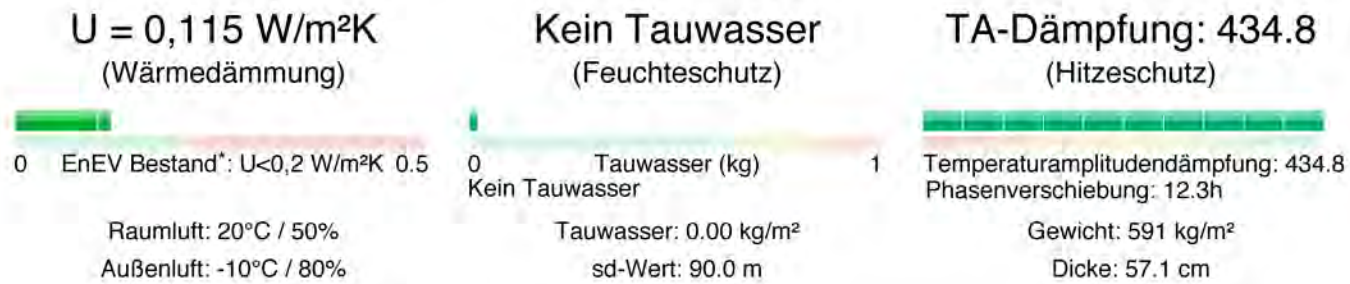 U = 0,115 W/m²K
(Wärmedämmung)
0 EnEV Bestand*: U<0,2 W/m²K 0.5
Raumluft: 20°C / 50%
Außenluft: -10°C / 80%
Kein Tauwasser
(Feuchteschutz)
0 Tauwasser (kg) 1
Kein Tauwasser
Tauwasser: 0.00 kg/m²
sd-Wert: 90.0 m
TA-Dämpfung: 434.8
(Hitzeschutz)
Temperaturamplitudendämpfung: 434.8
Phasenverschiebung: 12.3h
Gewicht: 591 kg/m²
Dicke: 57.1 cm